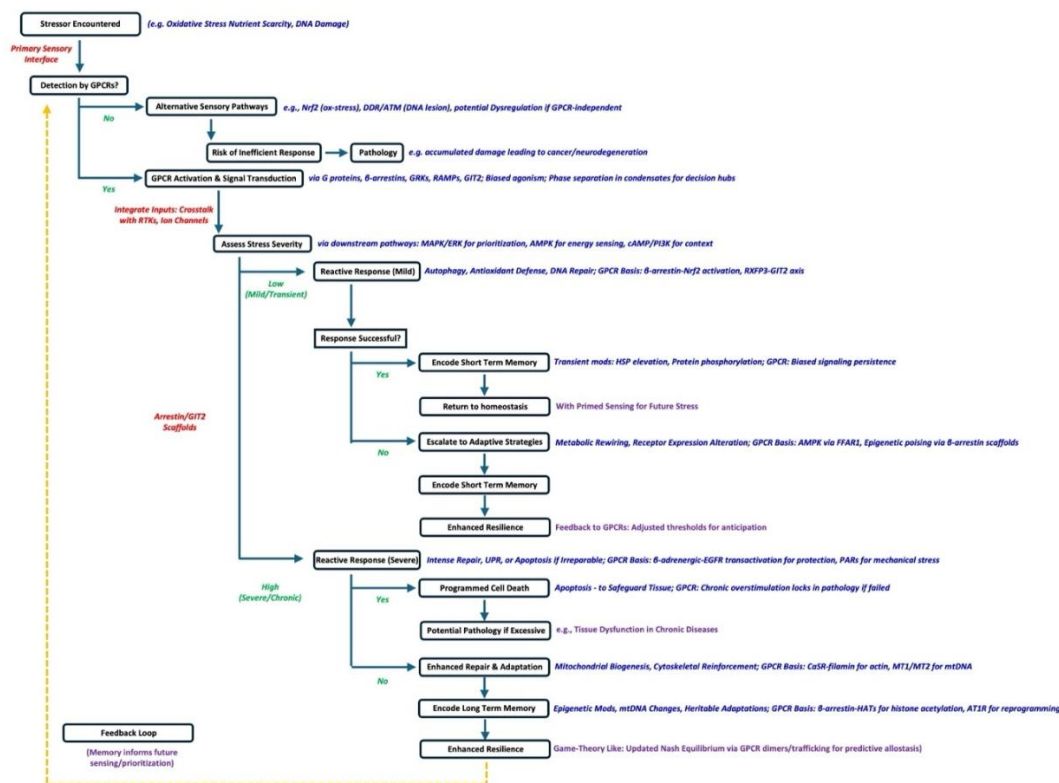 Stressor Encountered
(e.g. Oxidative Stress Nutrient Scarcity, DNA Damage)
Primary Sensory
Interface
Detection by GPCRs?
Alternative Sensory Pathways
e.g., Nrf2 (ox-stress), DDR/ATM (DNA lesion), potential Dysregulation if GPCR-independent
No
Risk of Inefficient Response
Pathology
e.g. accumulated damage leading to cancer/neurodegeneration
GPCR Activation & Signal Transduction
via G proteins, β-arrestins, GRKs, RAMPs, GIT2; Biased agonism; Phase separation in condensates for decision hubs
Yes
Integrate Inputs: Crosstalk
with RTKs, Ion Channels
Assess Stress Severity
via downstream pathways: MAPK/ERK for prioritization, AMPK for energy sensing, cAMP/PI3K for context
Reactive Response (Mild)
Autophagy, Antioxidant Defense, DNA Repair; GPCR Basis: β-arrestin-Nrf2 activation, RXFP3-GIT2 axis
Low
(Mild/Transient)
Response Successful?
Encode Short Term Memory
Transient mods: HSP elevation, Protein phosphorylation; GPCR: Biased signaling persistence
Yes
Return to homeostasis
With Primed Sensing for Future Stress
Arrestin/GIT2
Scaffolds
Escalate to Adaptive Strategies
Metabolic Rewiring, Receptor Expression Alteration; GPCR Basis: AMPK via FFAR1, Epigenetic poising via β-arrestin scaffolds
No
Encode Short Term Memory
Enhanced Resilience
Feedback to GPCRs: Adjusted thresholds for anticipation
Reactive Response (Severe)
Intense Repair, UPR, or Apoptosis if Irreparable; GPCR Basis: β-adrenergic-EGFR transactivation for protection, PARs for mechanical stress
High
(Severe/Chronic)
Programmed Cell Death
Apoptosis - to Safeguard Tissue; GPCR: Chronic overstimulation locks in pathology if failed
Yes
Potential Pathology if Excessive
e.g., Tissue Dysfunction in Chronic Diseases
Enhanced Repair & Adaptation
Mitochondrial Biogenesis, Cytoskeletal Reinforcement; GPCR Basis: CaSR-filamin for actin, MT1/MT2 for mtDNA
No
Encode Long Term Memory
Epigenetic Mods, mtDNA Changes, Heritable Adaptations; GPCR Basis: β-arrestin-HATs for histone acetylation, AT1R for reprogramming
Feedback Loop
(Memory informs future
sensing/prioritization)
Enhanced Resilience
Game-Theory Like: Updated Nash Equilibrium via GPCR dimers/trafficking for predictive allostasis)